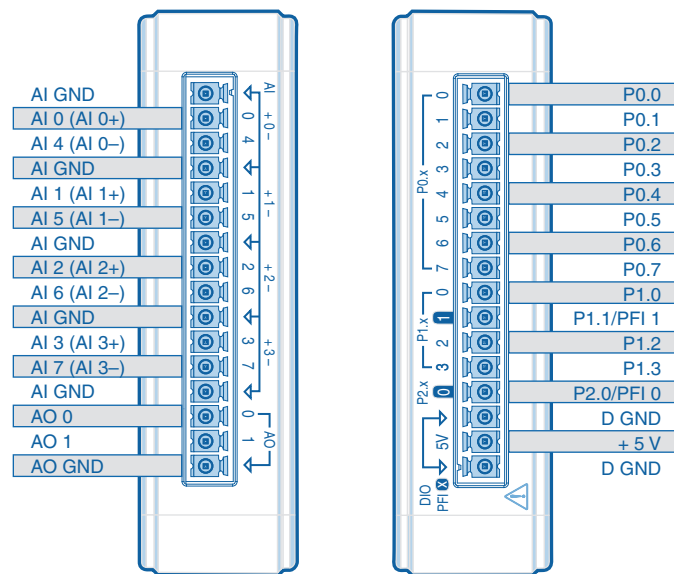 AI GND
AI 0 (AI 0+)
AI 4 (AI 0–)
AI GND
AI 1 (AI 1+)
AI 5 (AI 1–)
AI GND
AI 2 (AI 2+)
AI 6 (AI 2–)
AI GND
AI 3 (AI 3+)
AI 7 (AI 3–)
AI GND
AO 0
AO 1
AO GND
AI
0
4
1
5
2
6
3
7
0
1
+0–
+1–
+2–
+3–
AO
P0.x
P1.x
P2.x
0
1
2
3
4
5
6
7
0
1
2
3
0
5V
DIO
PFI X
P0.0
P0.1
P0.2
P0.3
P0.4
P0.5
P0.6
P0.7
P1.0
P1.1/PFI 1
P1.2
P1.3
P2.0/PFI 0
D GND
+ 5 V
D GND